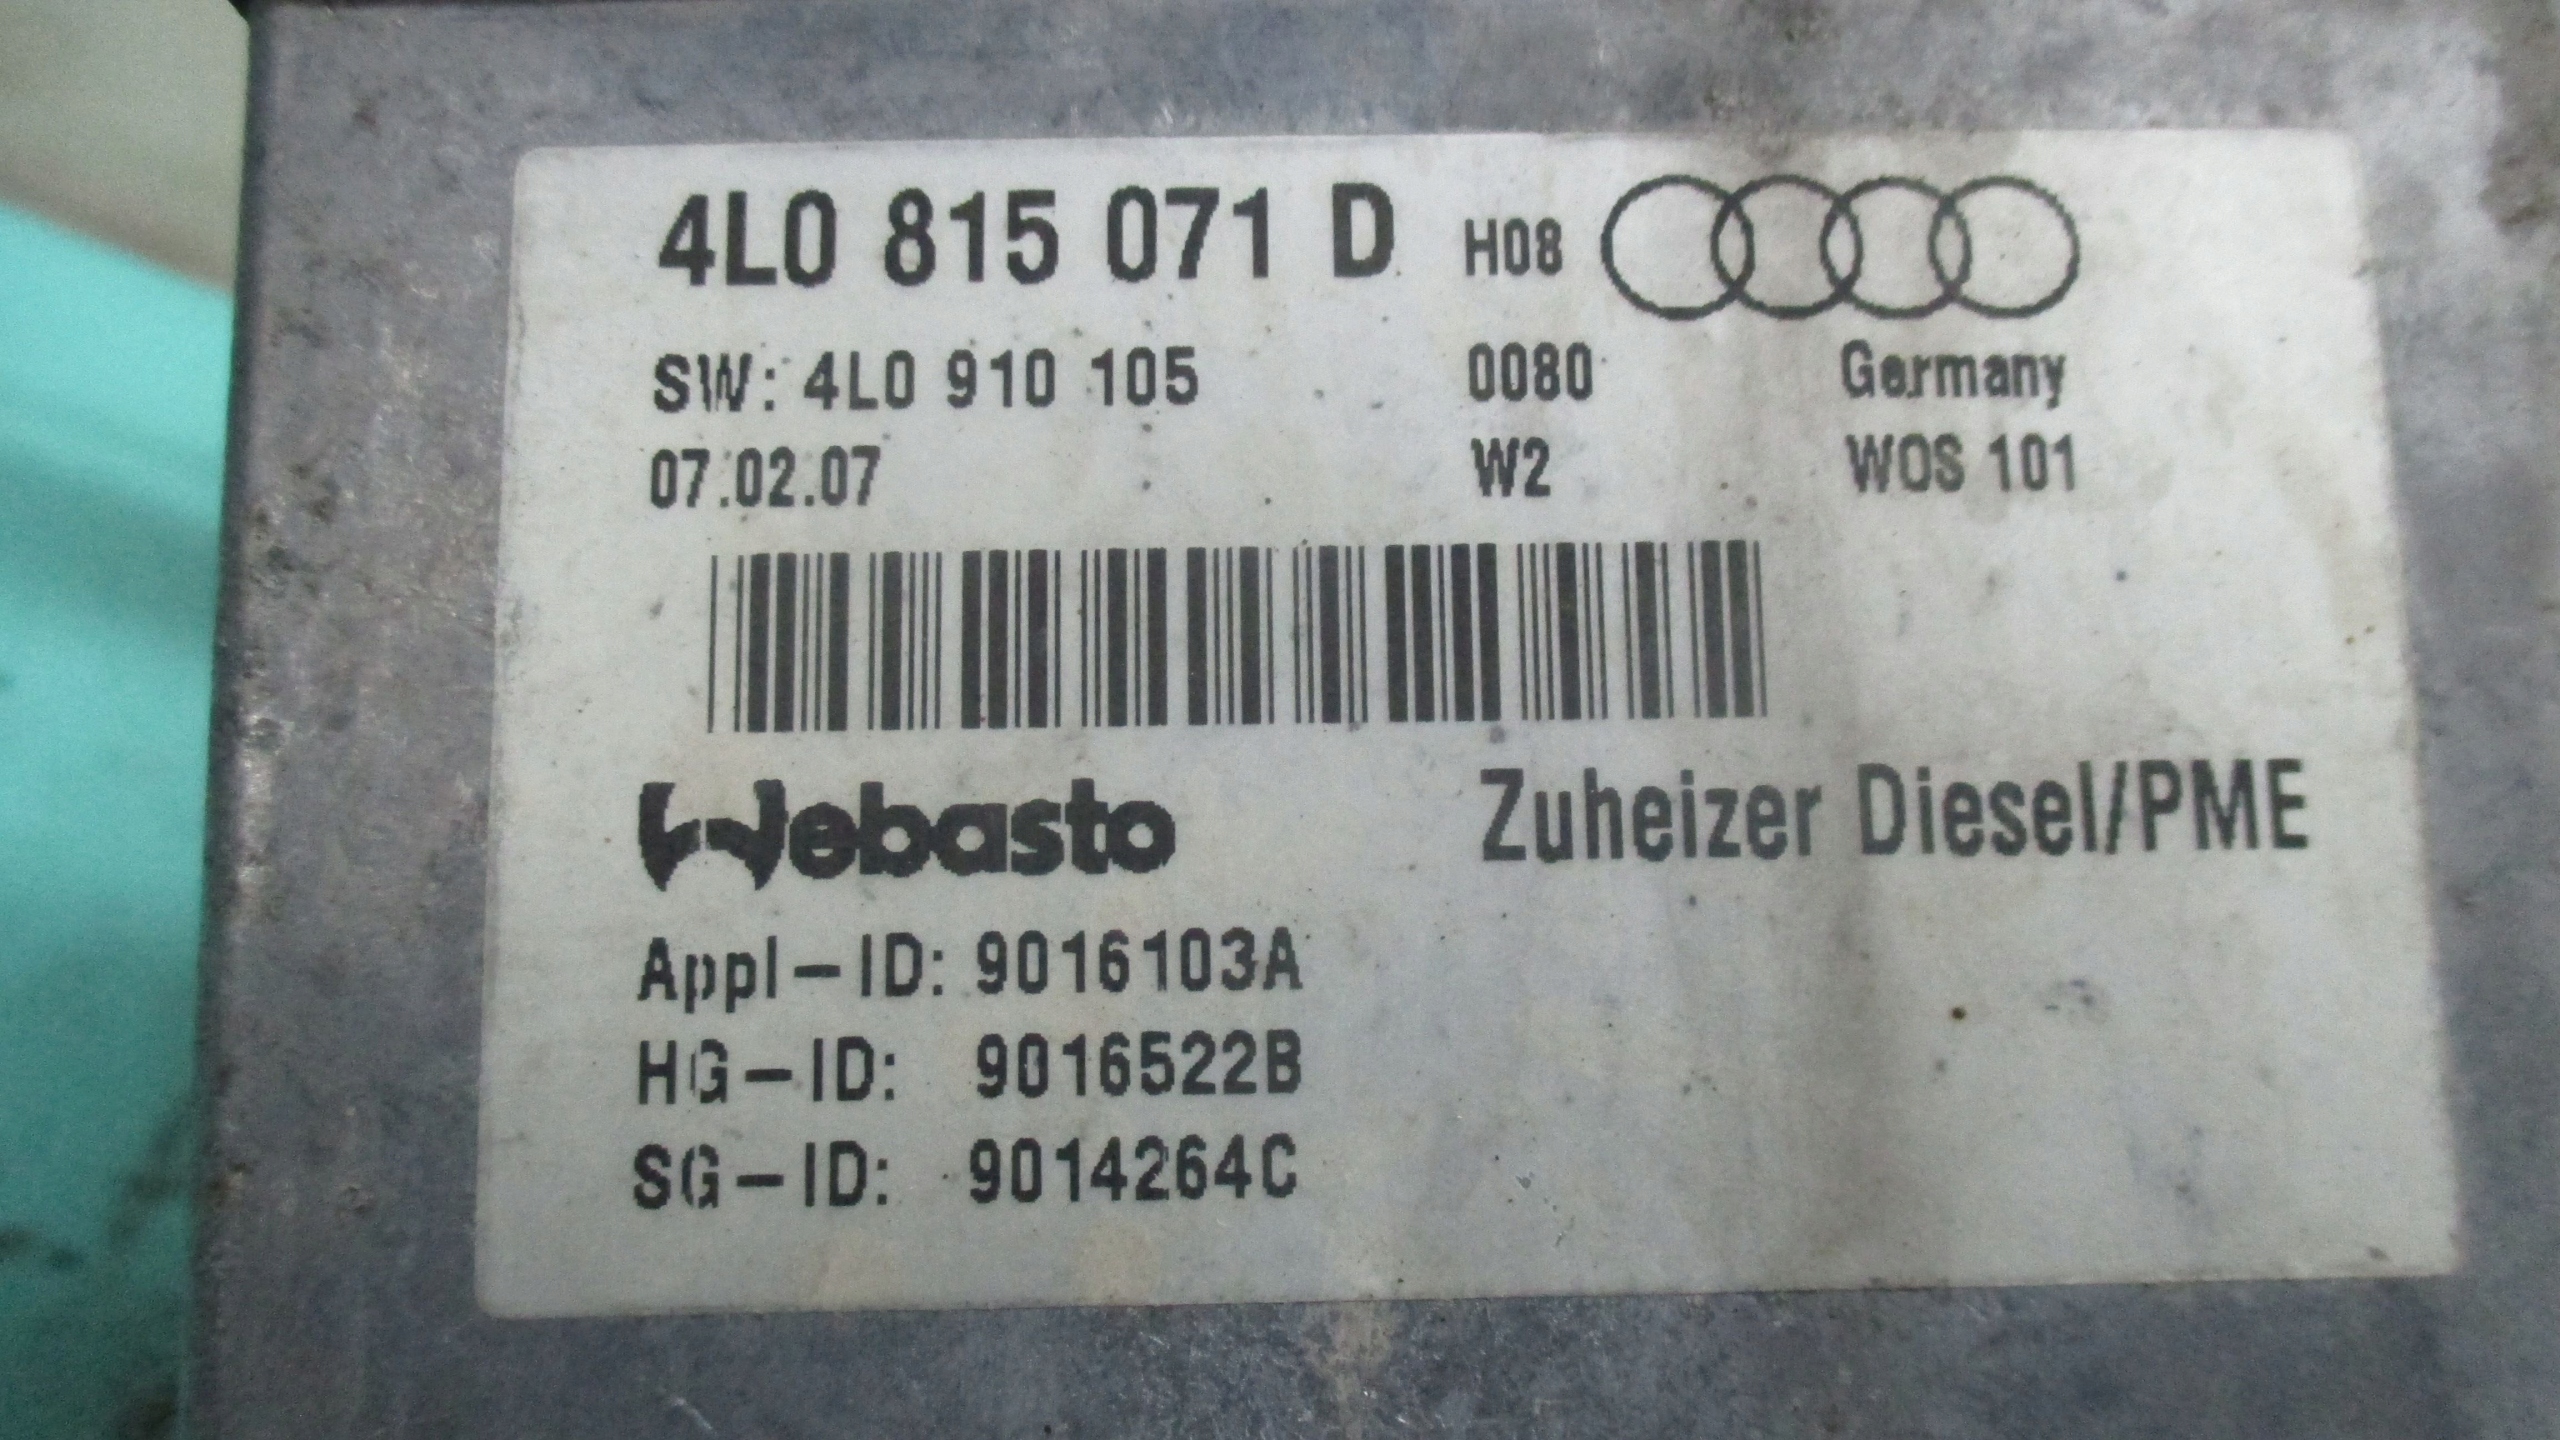 4L0 815 071 D H08
SW: 4L0 910 105 0080 Germany
07.02.07 W2 WOS 101
Webasto Zuheizer Diesel/PME
Appl-ID: 9016103A
HG-ID: 9016522B
SG-ID: 9014264C